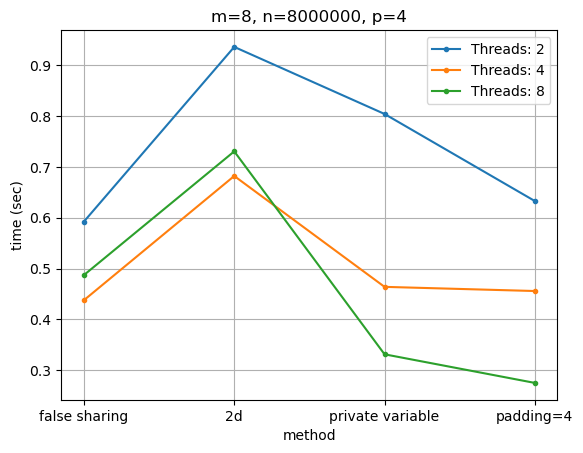 m=8, n=8000000, p=4
Threads: 2
Threads: 4
Threads: 8
time (sec)
0.9
0.8
0.7
0.6
0.5
0.4
0.3
false sharing
2d
private variable
padding=4
method